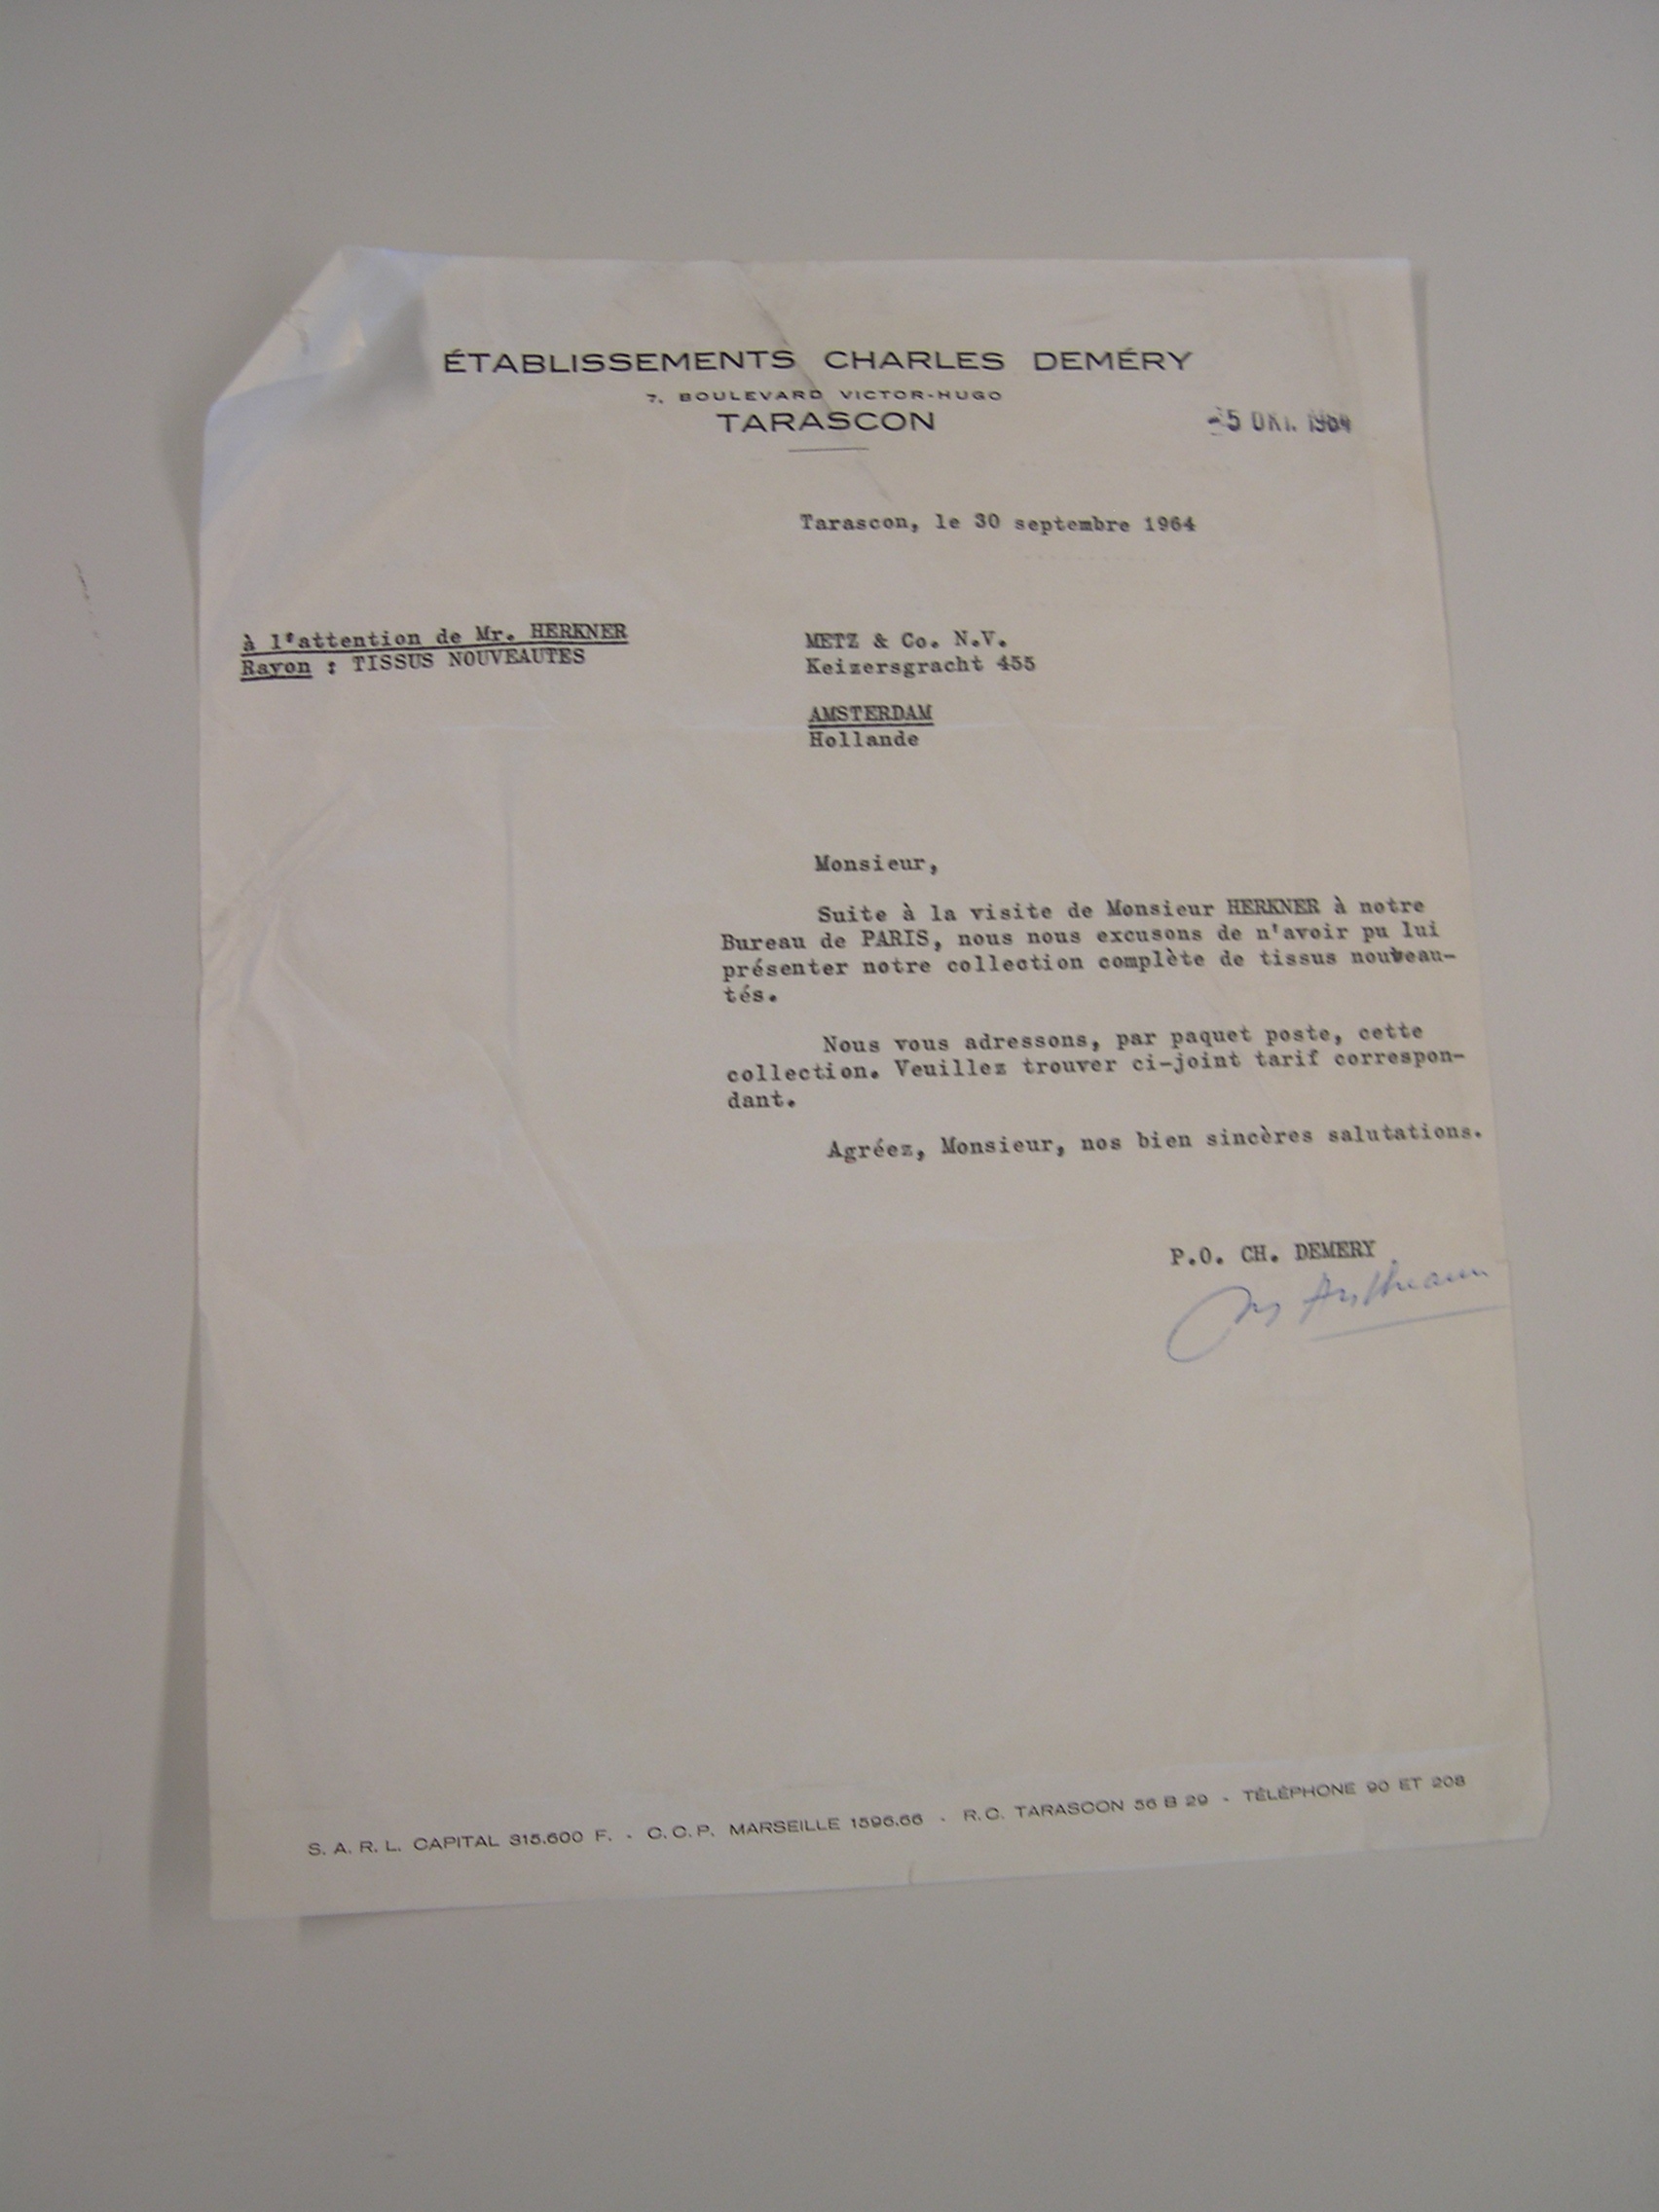 ÉTABLISSEMENTS CHARLES DEMÉRY
7, BOULEVARD VICTOR-HUGO
TARASCON
-5 OKT. 1964
Tarascon, le 30 septembre 1964
à l'attention de Mr. HERKNER
Rayon : TISSUS NOUVEAUTES
METZ & Co. N.V.
Keizersgracht 455
AMSTERDAM
Hollande
Monsieur,
Suite à la visite de Monsieur HERKNER à notre
Bureau de PARIS, nous nous excusons de n'avoir pu lui
présenter notre collection complète de tissus nouveau-
tés.
Nous vous adressons, par paquet poste, cette
collection. Veuillez trouver ci-joint tarif correspon-
dant.
Agréez, Monsieur, nos bien sincères salutations.
P.O. CH. DEMERY
S. A. R. L. CAPITAL 315.600 F. - C. C. P. MARSEILLE 1596.66 - R. C. TARASCON 56 B 29 - TÉLÉPHONE 90 ET 208